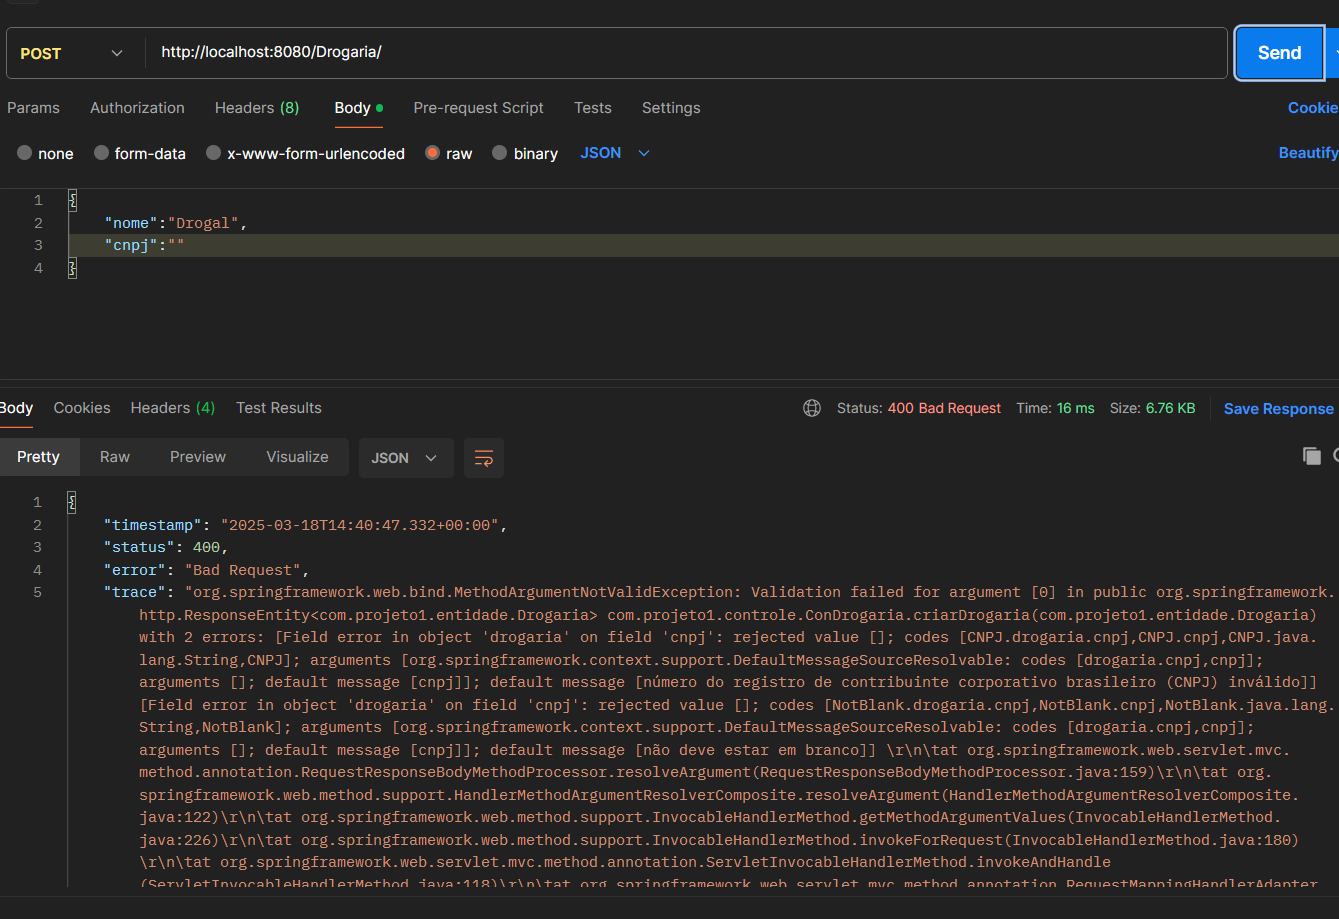 POST http://localhost:8080/Drogaria/ Send
Params Authorization Headers (8) Body Pre-request Script Tests Settings Cookie
none form-data x-www-form-urlencoded raw binary JSON Beautify
1 {
2 "nome":"Drogal",
3 "cnpj":""
4 }
Body Cookies Headers (4) Test Results Status: 400 Bad Request Time: 16 ms Size: 6.76 KB Save Response
Pretty Raw Preview Visualize JSON
1 {
2 "timestamp": "2025-03-18T14:40:47.332+00:00",
3 "status": 400,
4 "error": "Bad Request",
5 "trace": "org.springframework.web.bind.MethodArgumentNotValidException: Validation failed for argument [0] in public org.springframework.
http.ResponseEntity<com.projeto1.entidade.Drogaria> com.projeto1.controle.ConDrogaria.criarDrogaria(com.projeto1.entidade.Drogaria)
with 2 errors: [Field error in object 'drogaria' on field 'cnpj': rejected value []; codes [CNPJ.drogaria.cnpj,CNPJ.cnpj,CNPJ.java.
lang.String,CNPJ]; arguments [org.springframework.context.support.DefaultMessageSourceResolvable: codes [drogaria.cnpj,cnpj];
arguments []; default message [cnpj]]; default message [número do registro de contribuinte corporativo brasileiro (CNPJ) inválido]]
[Field error in object 'drogaria' on field 'cnpj': rejected value []; codes [NotBlank.drogaria.cnpj,NotBlank.cnpj,NotBlank.java.lang.
String,NotBlank]; arguments [org.springframework.context.support.DefaultMessageSourceResolvable: codes [drogaria.cnpj,cnpj];
arguments []; default message [cnpj]]; default message [não deve estar em branco]] \r\n\tat org.springframework.web.servlet.mvc.
method.annotation.RequestResponseBodyMethodProcessor.resolveArgument(RequestResponseBodyMethodProcessor.java:159)\r\n\tat org.
springframework.web.method.support.HandlerMethodArgumentResolverComposite.resolveArgument(HandlerMethodArgumentResolverComposite.
java:122)\r\n\tat org.springframework.web.method.support.InvocableHandlerMethod.getMethodArgumentValues(InvocableHandlerMethod.
java:226)\r\n\tat org.springframework.web.method.support.InvocableHandlerMethod.invokeForRequest(InvocableHandlerMethod.java:180)
\r\n\tat org.springframework.web.servlet.mvc.method.annotation.ServletInvocableHandlerMethod.invokeAndHandle
(ServletInvocableHandlerMethod.java:118)\r\n\tat org.springframework.web.servlet.mvc.method.annotation.RequestMappingHandlerAdapter